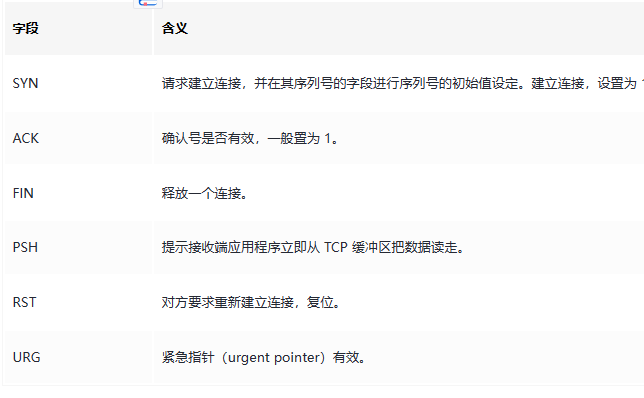 字段 含义
SYN 请求建立连接，并在其序列号的字段进行序列号的初始值设定。建立连接，设置为
ACK 确认号是否有效，一般置为 1。
FIN 释放一个连接。
PSH 提示接收端应用程序立即从 TCP 缓冲区把数据读走。
RST 对方要求重新建立连接，复位。
URG 紧急指针（urgent pointer）有效。